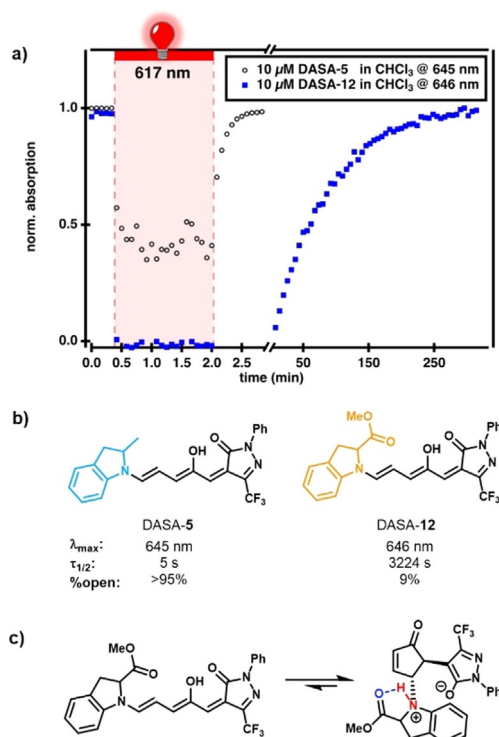 a)
617 nm
10 µM DASA-5 in CHCl₃ @ 645 nm
10 µM DASA-12 in CHCl₃ @ 646 nm
norm. absorption
1.0
0.5
0.0
0.0 0.5 1.0 1.5 2.0 2.5 50 150 250
time (min)
b)
MeO
O
OH
O
Ph
N
N
N
CF₃
OH
O
Ph
N
N
N
CF₃
DASA-5
DASA-12
λmax: 645 nm 646 nm
τ1/2: 5 s 3224 s
%open: >95% 9%
c)
MeO
O
OH
O
Ph
N
N
N
CF₃
O
CF₃
N
N
Ph
O
⊖
O
H
N
⊕
MeO